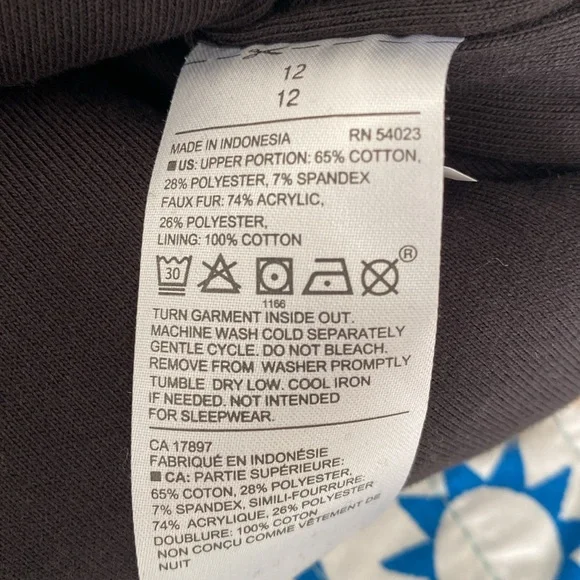 12
12
MADE IN INDONESIA RN 54023
US: UPPER PORTION: 65% COTTON,
28% POLYESTER, 7% SPANDEX
FAUX FUR: 74% ACRYLIC,
26% POLYESTER,
LINING: 100% COTTON
30 ®
1166
TURN GARMENT INSIDE OUT.
MACHINE WASH COLD SEPARATELY
GENTLE CYCLE. DO NOT BLEACH.
REMOVE FROM WASHER PROMPTLY
TUMBLE DRY LOW. COOL IRON
IF NEEDED. NOT INTENDED
FOR SLEEPWEAR.
CA 17897
FABRIQUÉ EN INDONÉSIE
CA: PARTIE SUPÉRIEURE:
65% COTON, 28% POLYESTER,
7% SPANDEX, SIMILI-FOURRURE:
74% ACRYLIQUE, 26% POLYESTER
DOUBLURE: 100% COTON
NON CONÇU COMME VÊTEMENT DE
NUIT